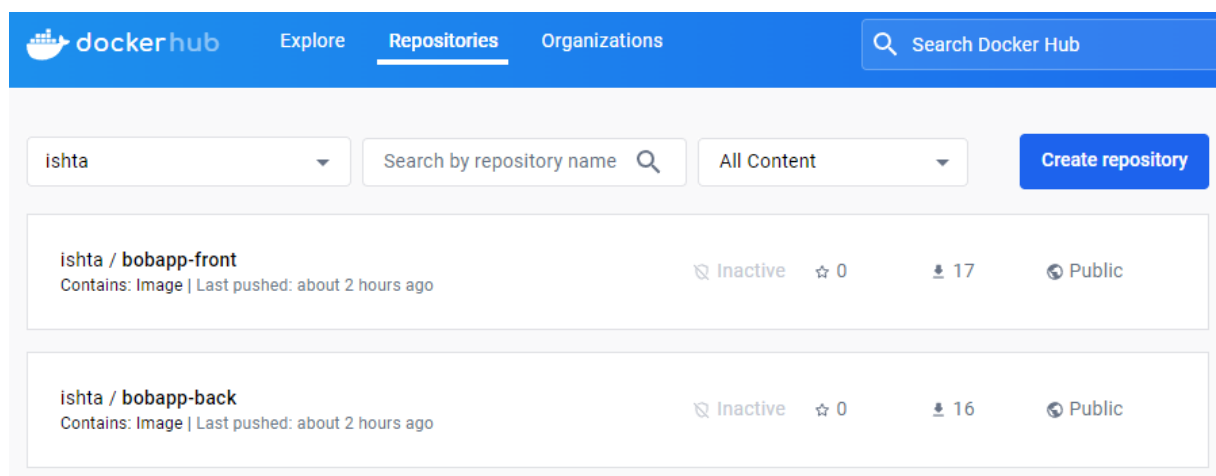 dockerhub Explore Repositories Organizations Search Docker Hub
ishta Search by repository name All Content Create repository
ishta / bobapp-front
Contains: Image | Last pushed: about 2 hours ago
Inactive 0 17 Public
ishta / bobapp-back
Contains: Image | Last pushed: about 2 hours ago
Inactive 0 16 Public